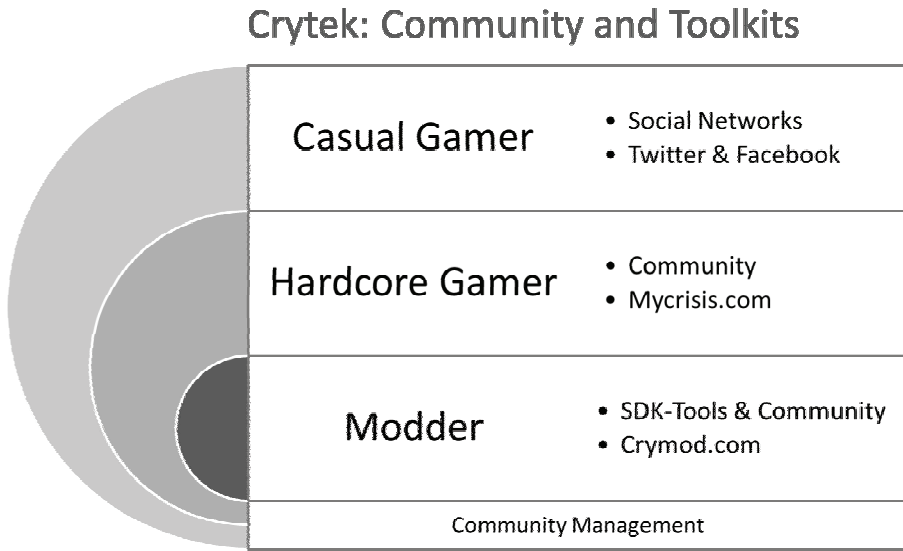 Crytek: Community and Toolkits
Casual Gamer
• Social Networks
• Twitter & Facebook
Hardcore Gamer
• Community
• Mycrisis.com
Modder
• SDK-Tools & Community
• Crymod.com
Community Management